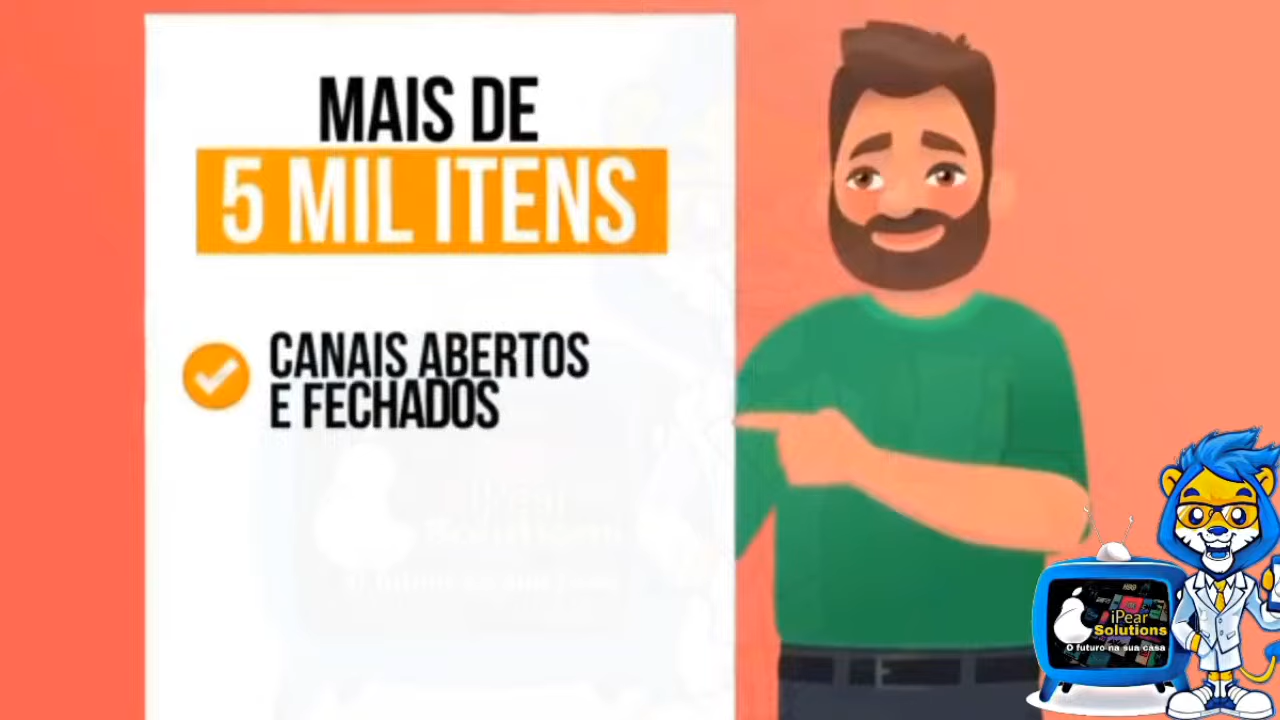 MAIS DE
5 MIL ITENS
CANAIS ABERTOS
E FECHADOS
iPear
Solutions
O futuro na sua casa